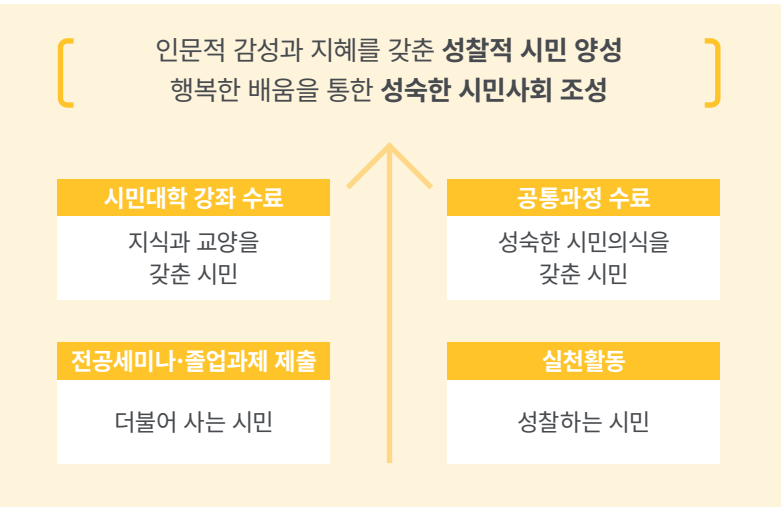 인문적 감성과 지혜를 갖춘 성찰적 시민 양성
행복한 배움을 통한 성숙한 시민사회 조성
시민대학 강좌 수료
지식과 교양을
갖춘 시민
공통과정 수료
성숙한 시민의식을
갖춘 시민
전공세미나·졸업과제 제출
더불어 사는 시민
실천활동
성찰하는 시민